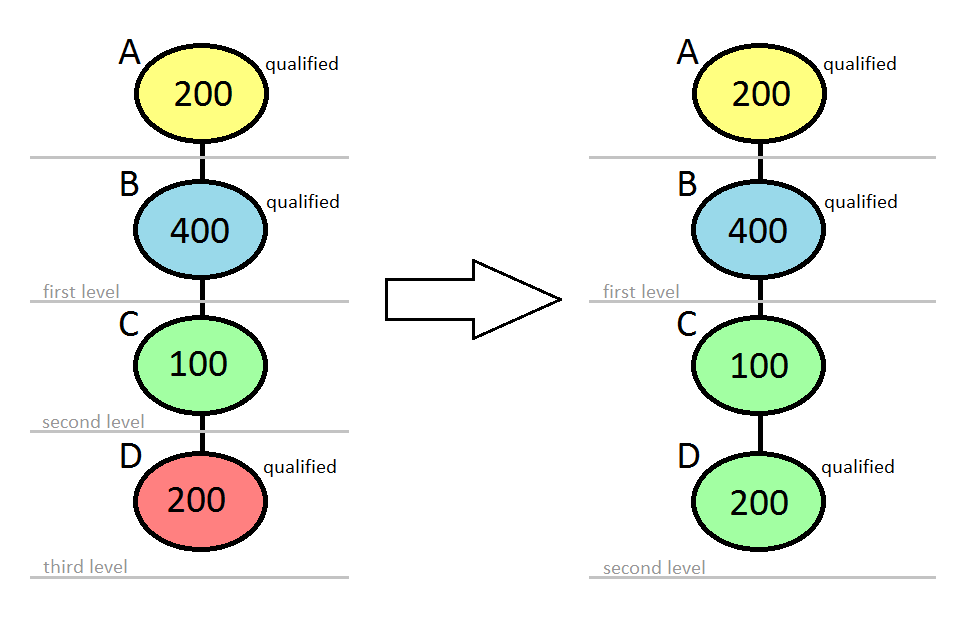 A
200
qualified
B
400
qualified
first level
C
100
second level
D
200
qualified
third level
A
200
qualified
B
400
qualified
first level
C
100
D
200
qualified
second level